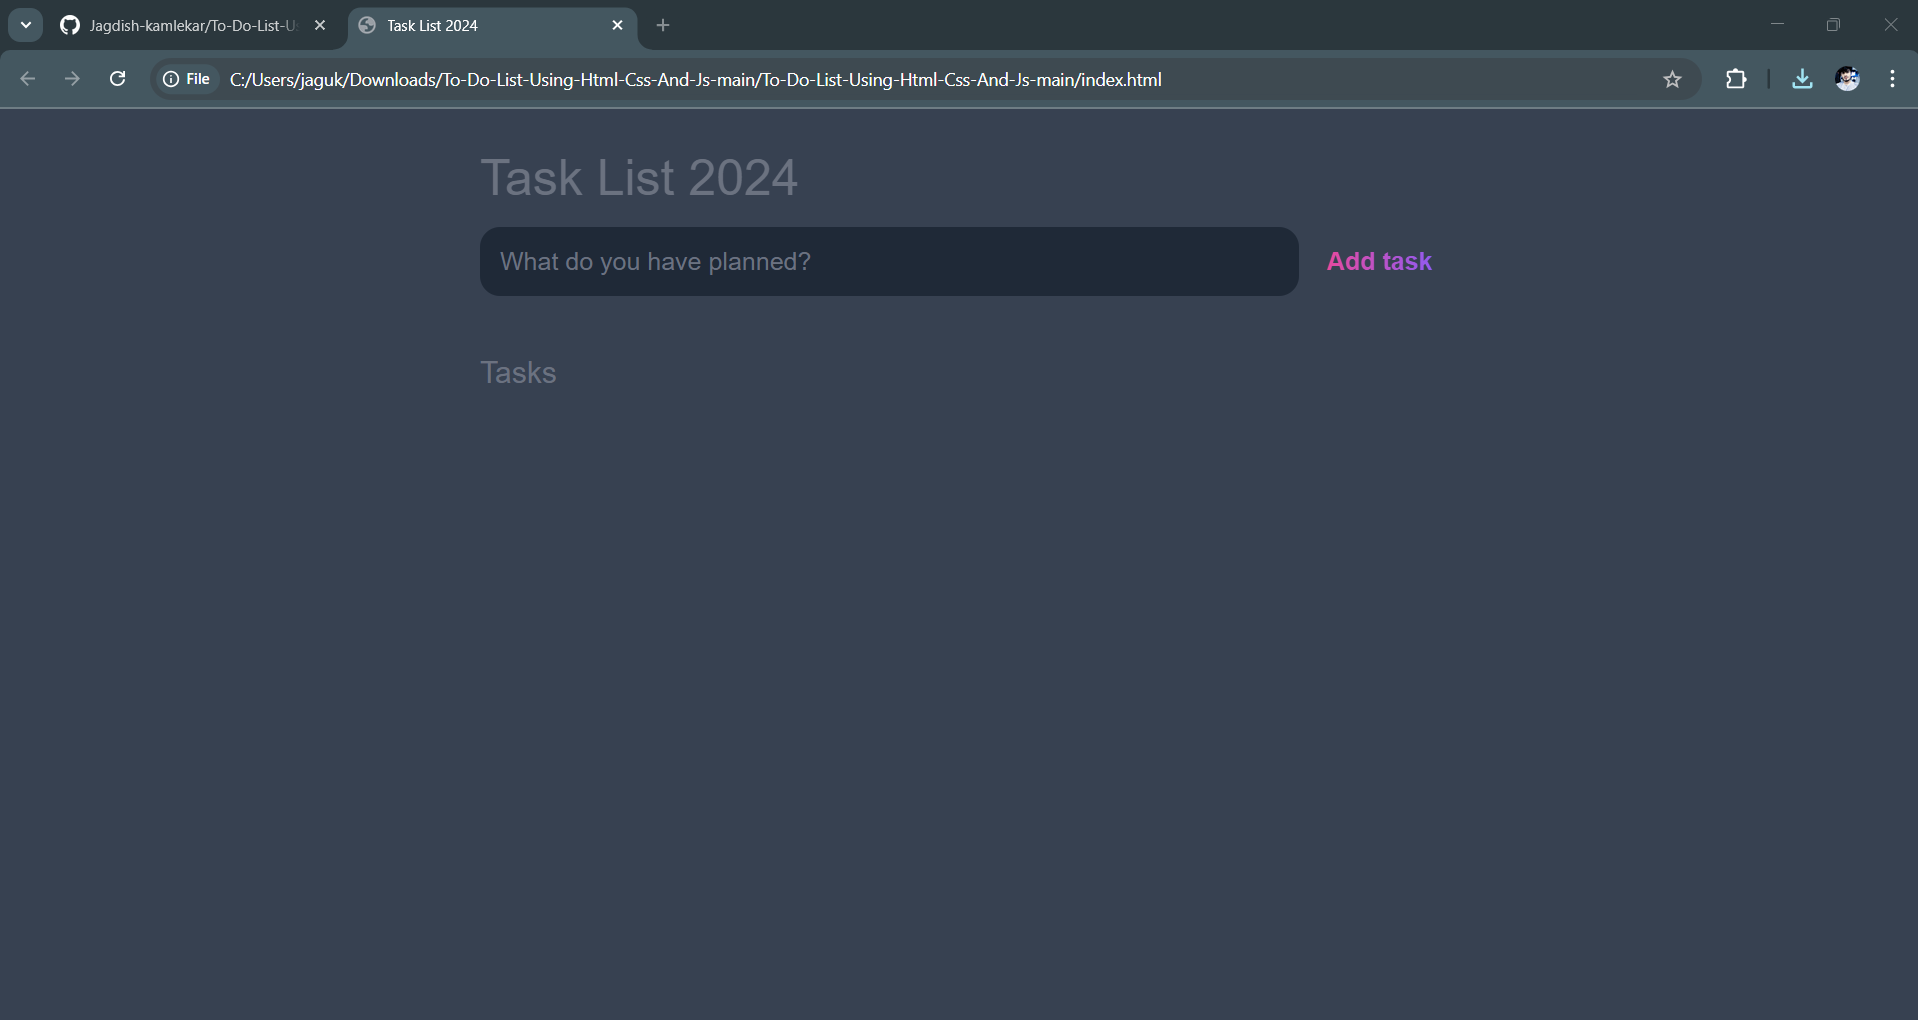 Jagdish-kamlekar/To-Do-List-Us
Task List 2024
File
C:/Users/jaguk/Downloads/To-Do-List-Using-Html-Css-And-Js-main/To-Do-List-Using-Html-Css-And-Js-main/index.html
Task List 2024
What do you have planned?
Add task
Tasks